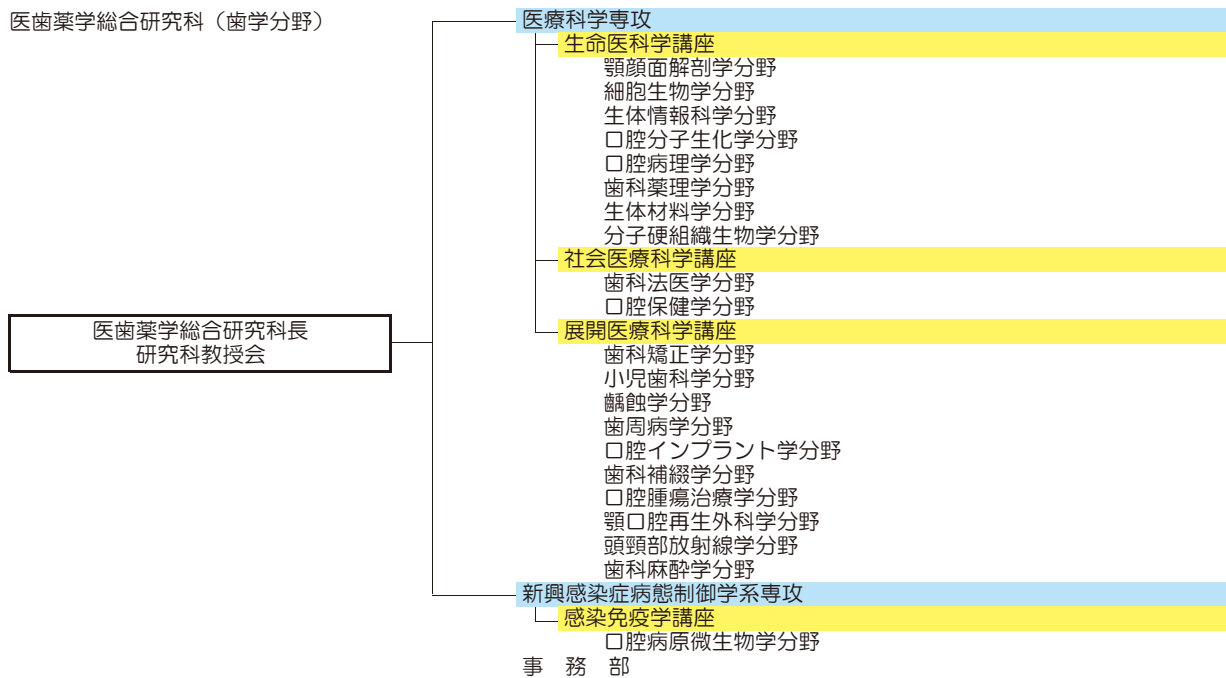 医歯薬学総合研究科（歯学分野）
医療科学専攻
生命医科学講座
顎顔面解剖学分野
細胞生物学分野
生体情報科学分野
口腔分子生化学分野
口腔病理学分野
歯科薬理学分野
生体材料学分野
分子硬組織生物学分野
社会医療科学講座
歯科法医学分野
口腔保健学分野
医歯薬学総合研究科長
研究科教授会
展開医療科学講座
歯科矯正学分野
小児歯科学分野
齲蝕学分野
歯周病学分野
口腔インプラント学分野
歯科補綴学分野
口腔腫瘍治療学分野
顎口腔再生外科学分野
頭頸部放射線学分野
歯科麻酔学分野
新興感染症病態制御学系専攻
感染免疫学講座
口腔病原微生物学分野
事　務　部